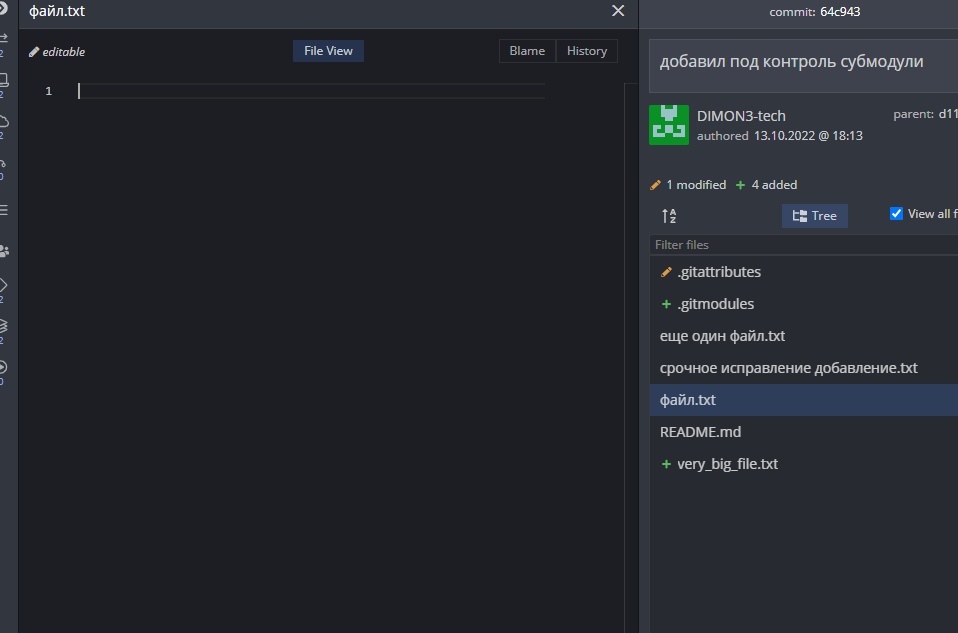 файл.txt
editable
File View
Blame
History
1
commit: 64c943
добавил под контроль субмодули
DIMON3-tech
parent: d11
authored 13.10.2022 @ 18:13
1 modified + 4 added
Tree
View all f
Filter files
.gitattributes
+ .gitmodules
еще один файл.txt
срочное исправление добавление.txt
файл.txt
README.md
+ very_big_file.txt